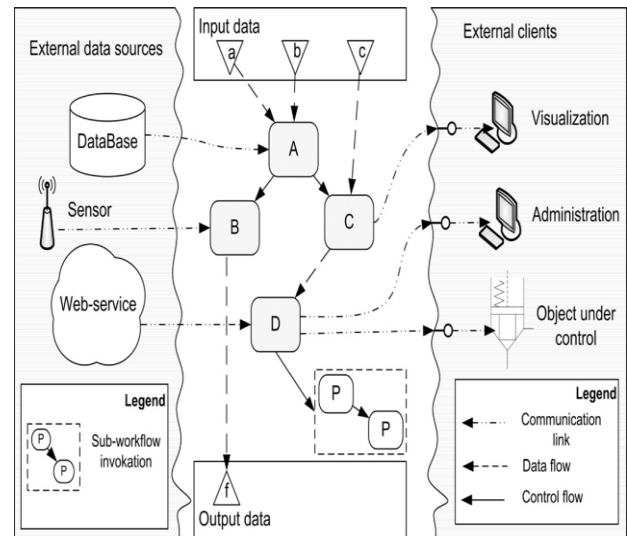 External data sources
Input data
a
b
c
External clients
DataBase
A
Visualization
Sensor
B
C
Administration
Web-service
D
Object under
control
P
P
Legend
P
P
Sub-workflow
invokation
f
Output data
Legend
Communication
link
Data flow
Control flow